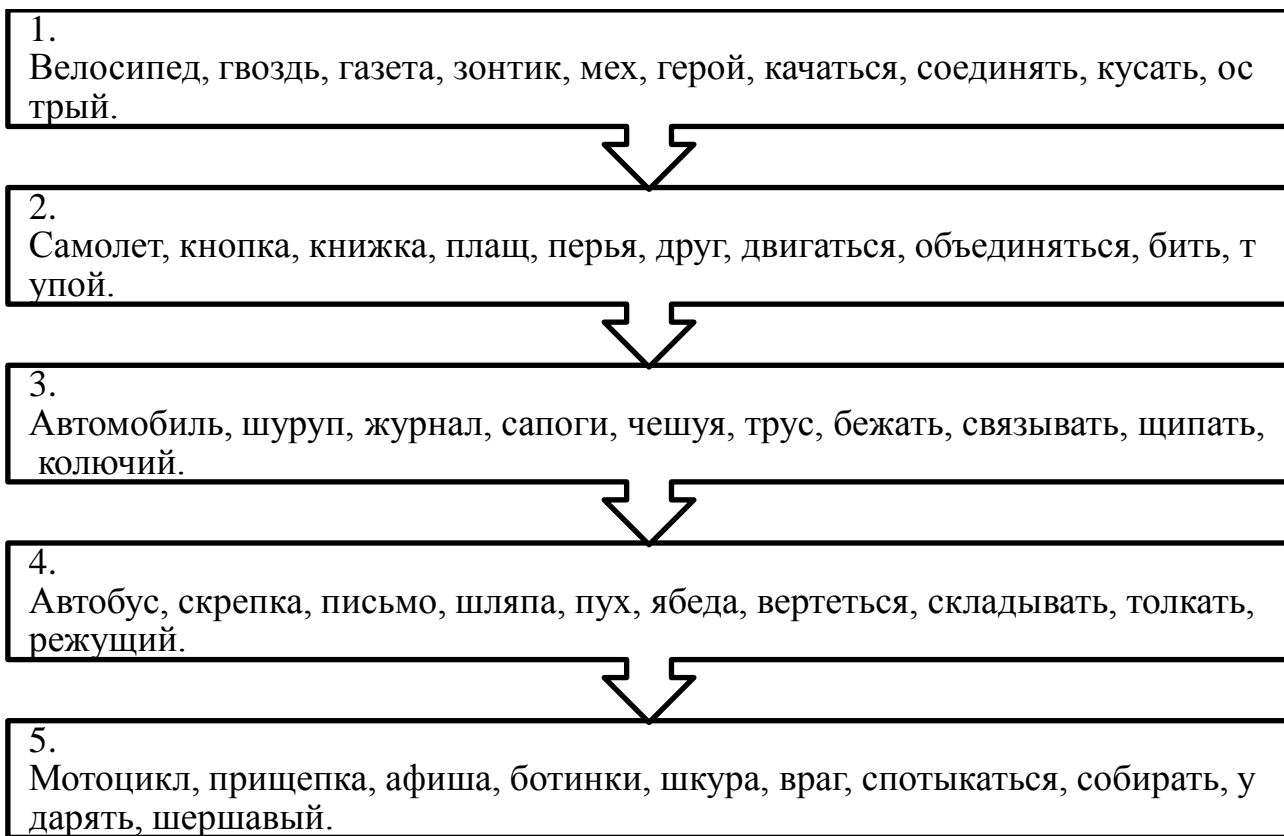 1.
Велосипед, гвоздь, газета, зонтик, мех, герой, качаться, соединять, кусать, ос
трый.
2.
Самолет, кнопка, книжка, плащ, перья, друг, двигаться, объединяться, бить, т
упой.
3.
Автомобиль, шуруп, журнал, сапоги, чешуя, трус, бежать, связывать, щипать,
колючий.
4.
Автобус, скрепка, письмо, шляпа, пух, ябеда, вертеться, складывать, толкать,
режущий.
5.
Мотоцикл, прищепка, афиша, ботинки, шкура, враг, спотыкаться, собирать, у
дарять, шершавый.